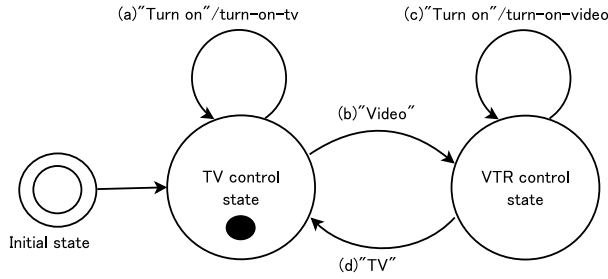 (a)"Turn on"/turn-on-tv
(c)"Turn on"/turn-on-video
(b)"Video"
TV control
state
VTR control
state
Initial state
(d)"TV"